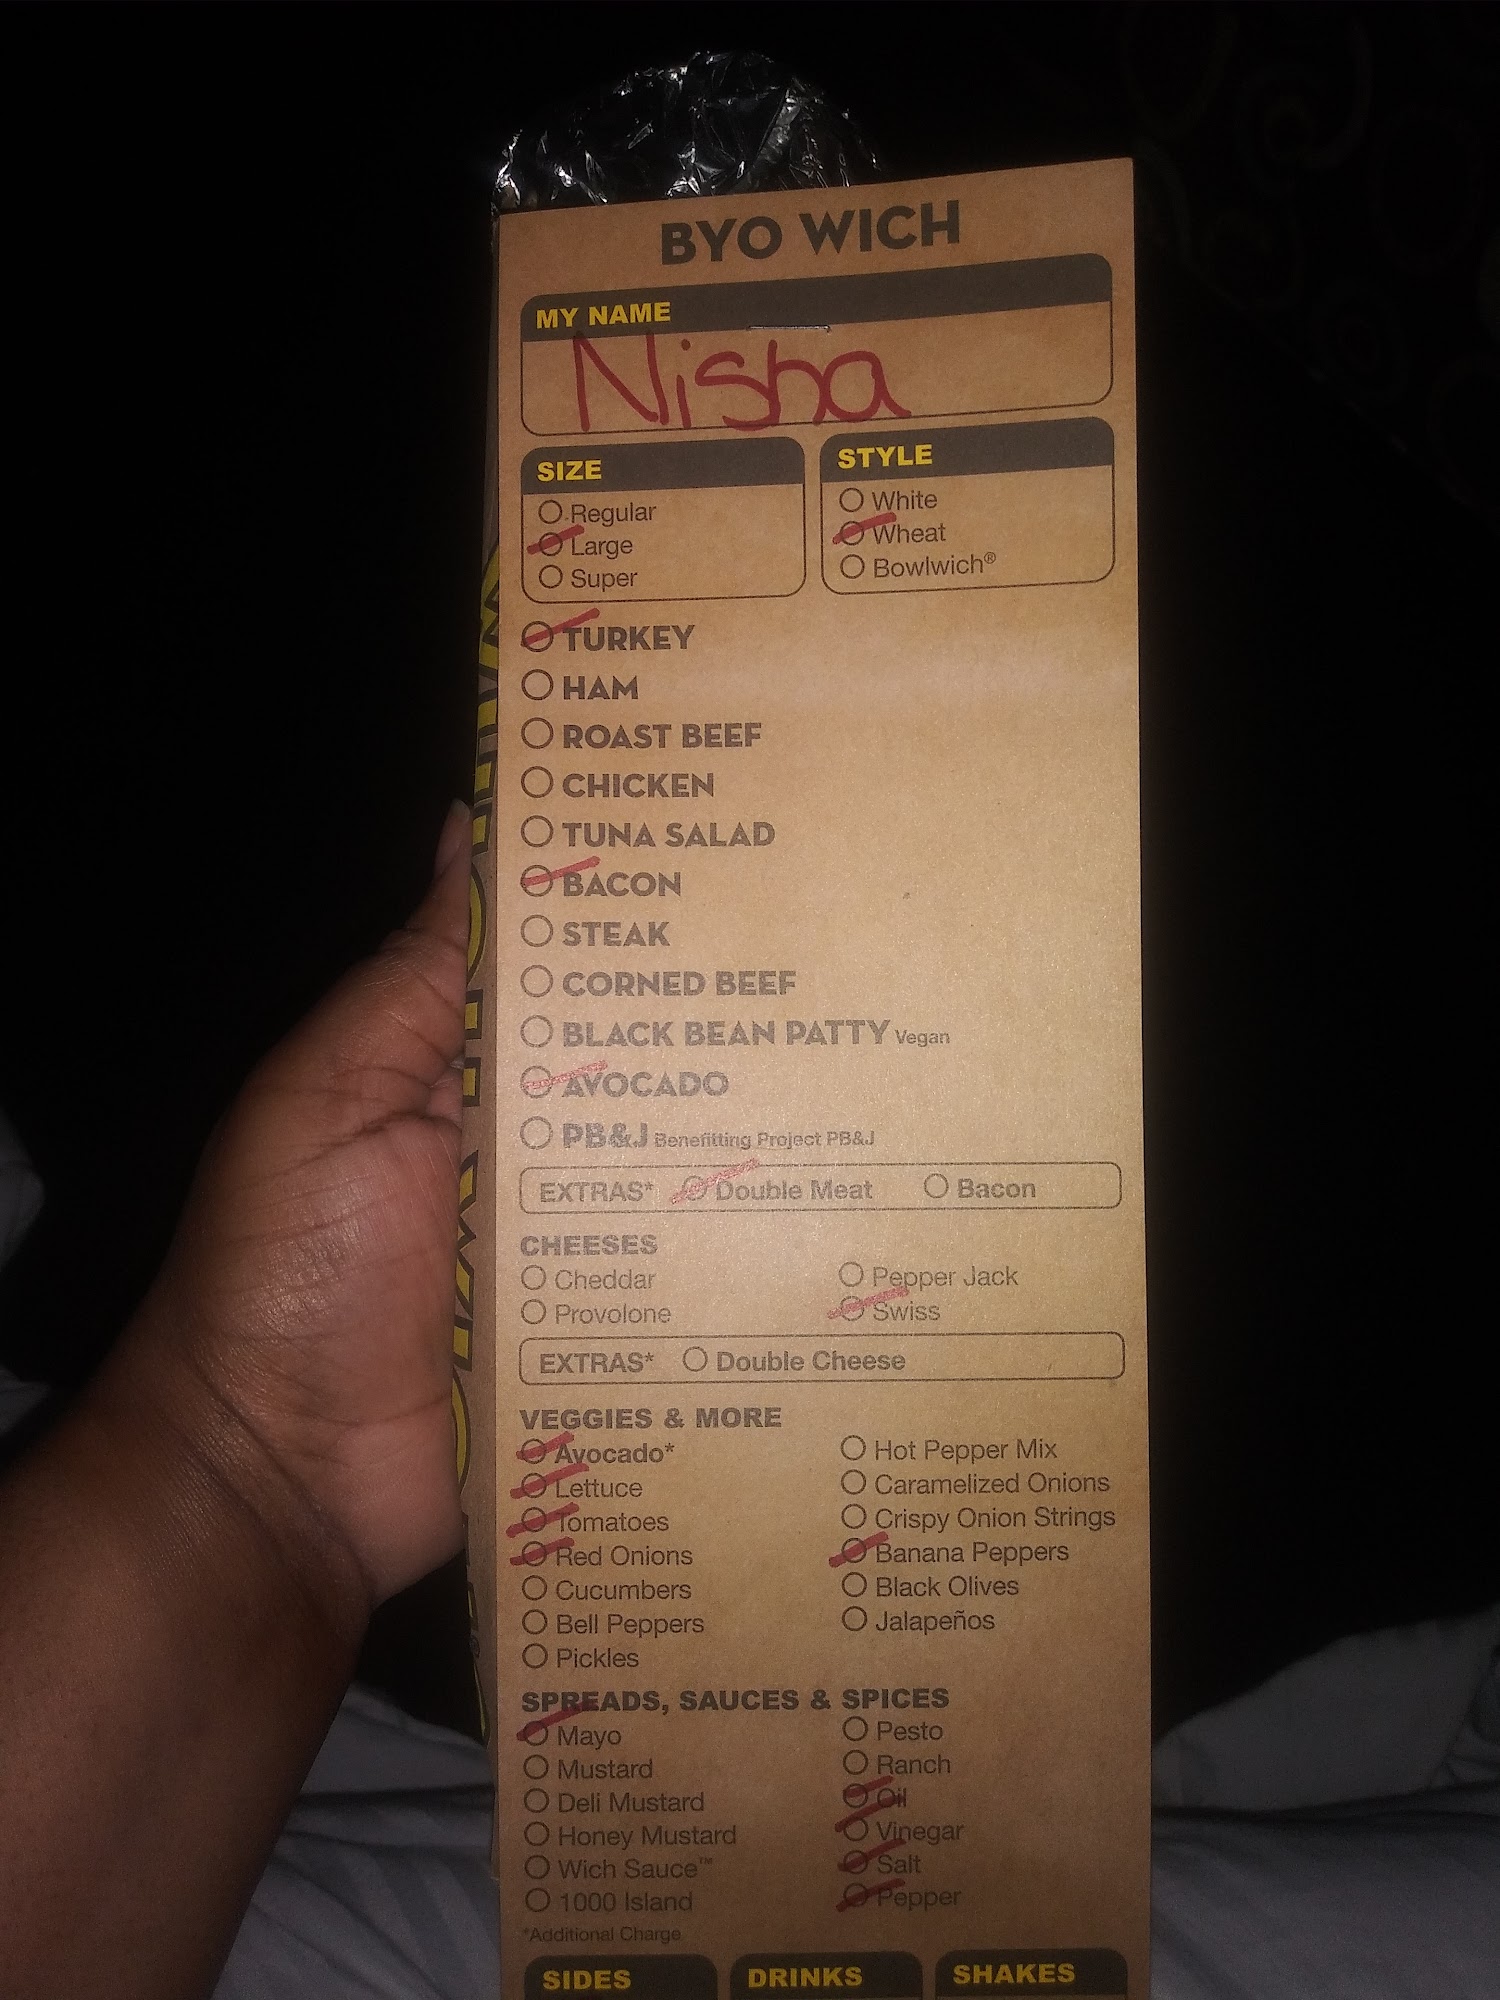 BYO WICH
MY NAME
Nisha
SIZE
Regular
Large
Super
STYLE
White
Wheat
Bowlwich®
TURKEY
HAM
ROAST BEEF
CHICKEN
TUNA SALAD
BACON
STEAK
CORNED BEEF
BLACK BEAN PATTY Vegan
AVOCADO
PB&J Benefitting Project PB&J
EXTRAS* Double Meat Bacon
CHEESES
Cheddar
Provolone
Pepper Jack
Swiss
EXTRAS* Double Cheese
VEGGIES & MORE
Avocado*
Lettuce
Tomatoes
Red Onions
Cucumbers
Bell Peppers
Pickles
Hot Pepper Mix
Caramelized Onions
Crispy Onion Strings
Banana Peppers
Black Olives
Jalapeños
SPREADS, SAUCES & SPICES
Mayo
Mustard
Deli Mustard
Honey Mustard
Wich Sauce™
1000 Island
Pesto
Ranch
Oil
Vinegar
Salt
Pepper
*Additional Charge
SIDES
DRINKS
SHAKES